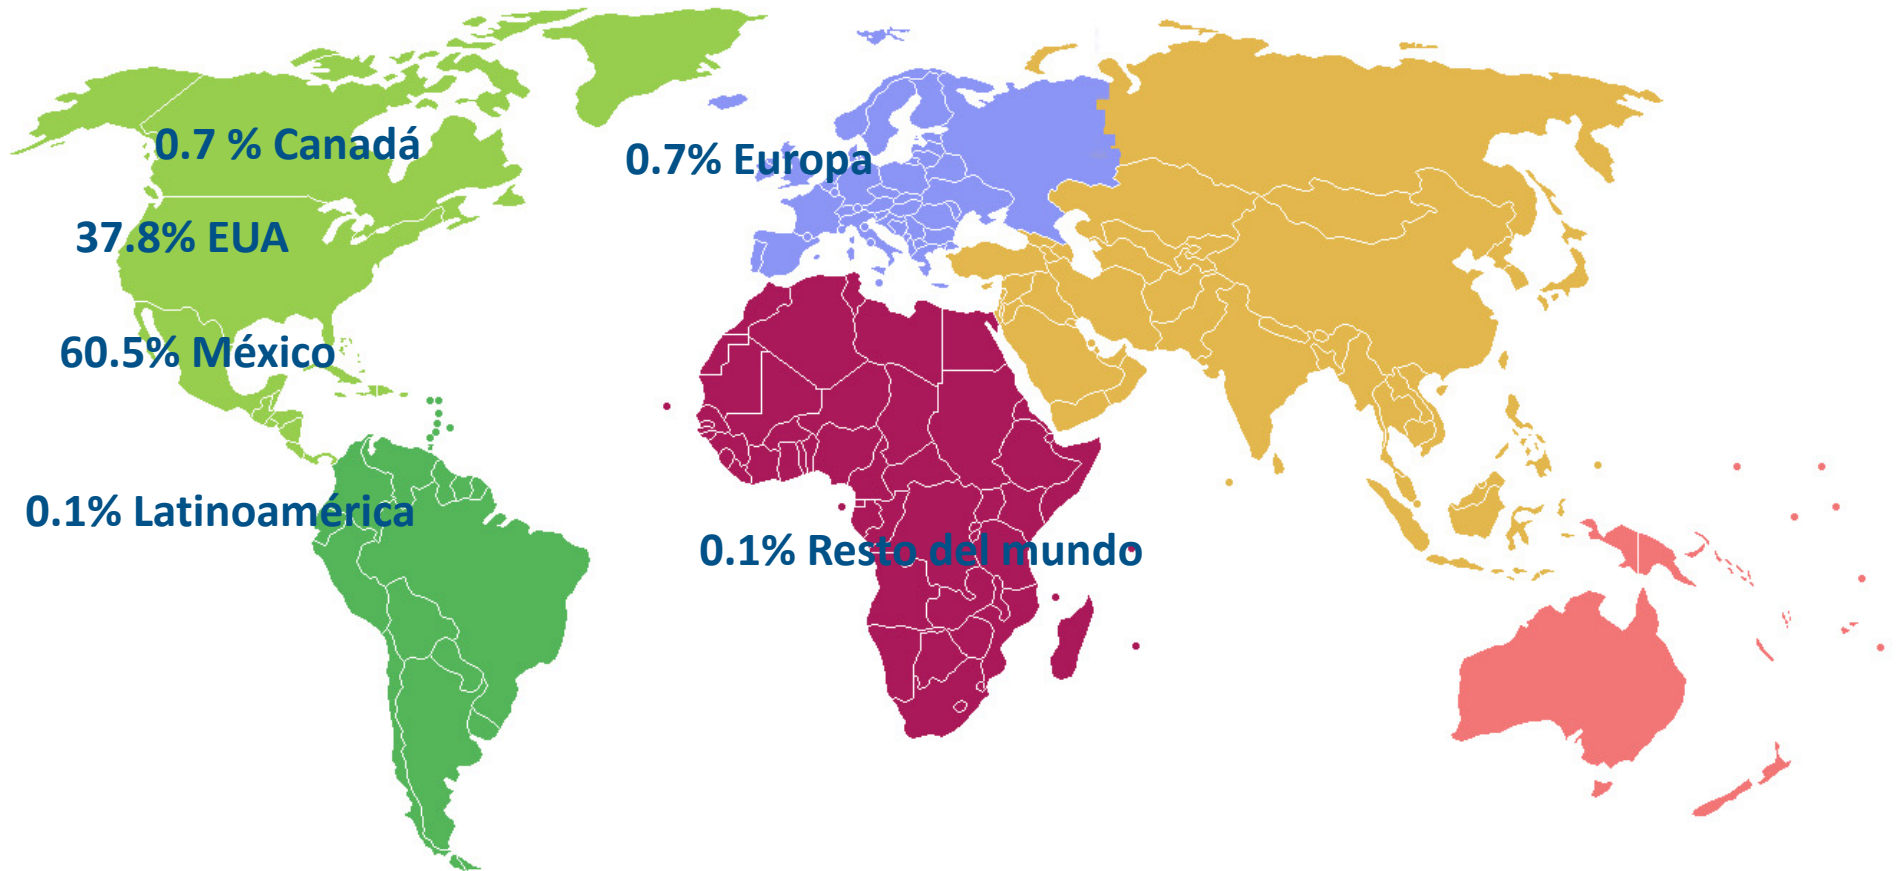 0.7 % Canadá
0.7% Europa
37.8% EUA
60.5% México
0.1% Latinoamérica
0.1% Resto del mundo